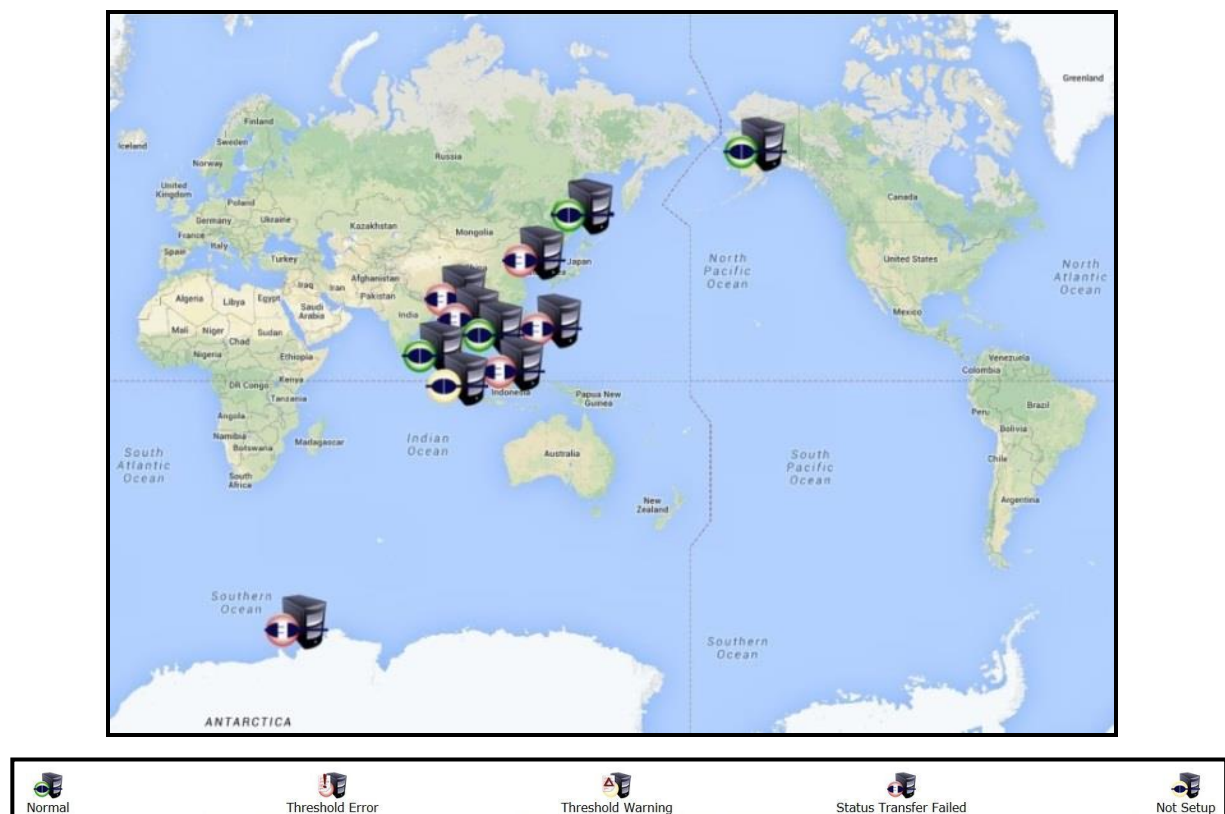 Greenland
Finland
Iceland
Sweden
Russia
Norway
United
Kingdom
Canada
Poland
Germany
Ukraine
Kazakhstan
Mongolia
France
Italy
Spain
Turkey
North
Pacific
Ocean
United States
North
Atlantic
Ocean
Japan
Afghanistan
Iraq
Iran
Pakistan
Algeria
Libya
Egypt
Saudi
Arabia
India
Mexico
Mali
Niger
Sudan
Chad
Nigeria
Ethiopia
Venezuela
Colombia
DR Congo
Kenya
Tanzania
Indonesia
Papua New
Guinea
Peru
Brazil
Angola
Bolivia
Namibia
Botswana
Madagascar
Indian
Ocean
South
Atlantic
Ocean
Australia
South
Pacific
Ocean
Chile
South
Africa
New
Zealand
Argentina
Southern
Ocean
Southern
Ocean
ANTARCTICA
Normal
Threshold Error
Threshold Warning
Status Transfer Failed
Not Setup